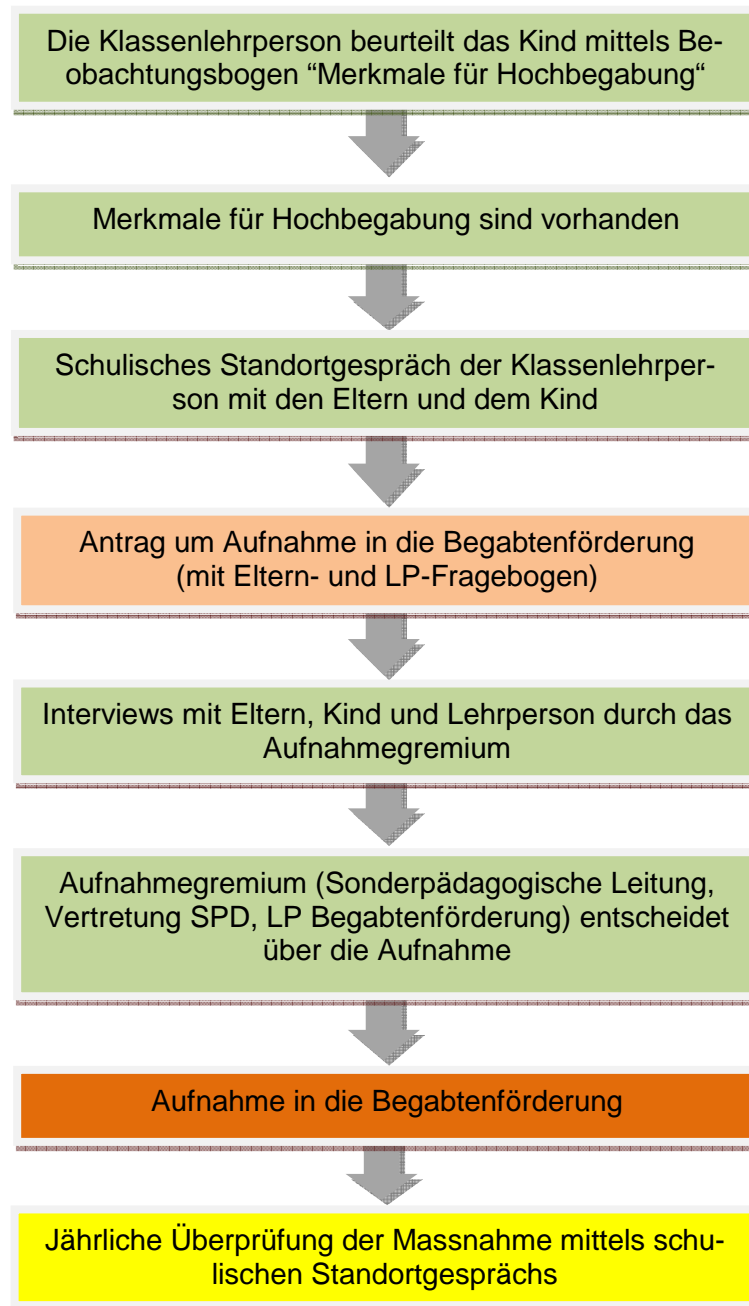 Die Klassenlehrperson beurteilt das Kind mittels Be-
obachtungsbogen “Merkmale für Hochbegabung“
Merkmale für Hochbegabung sind vorhanden
Schulisches Standortgespräch der Klassenlehrper-
son mit den Eltern und dem Kind
Antrag um Aufnahme in die Begabtenförderung
(mit Eltern- und LP-Fragebogen)
Interviews mit Eltern, Kind und Lehrperson durch das
Aufnahmegremium
Aufnahmegremium (Sonderpädagogische Leitung,
Vertretung SPD, LP Begabtenförderung) entscheidet
über die Aufnahme
Aufnahme in die Begabtenförderung
Jährliche Überprüfung der Massnahme mittels schu-
lischen Standortgesprächs